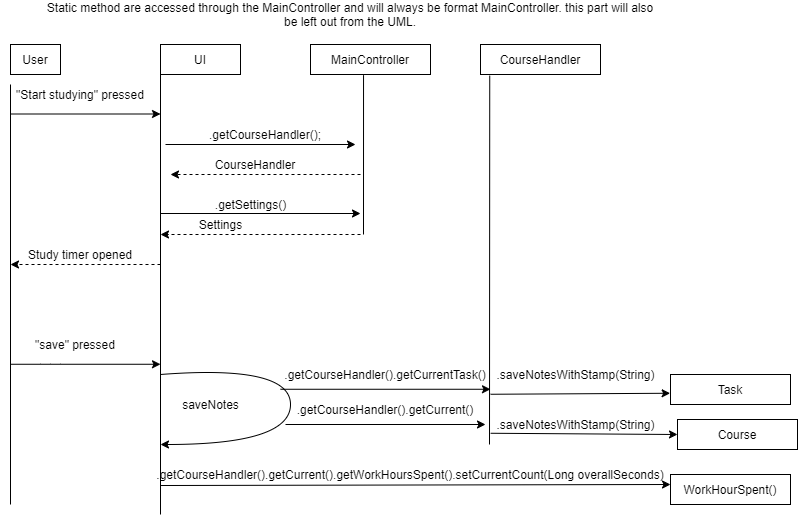 Static method are accessed through the MainController and will always be format MainController. this part will also
be left out from the UML.
User
UI
MainController
CourseHandler
"Start studying" pressed
.getCourseHandler();
CourseHandler
.getSettings()
Settings
Study timer opened
"save" pressed
.getCourseHandler().getCurrentTask()
.saveNotesWithStamp(String)
Task
saveNotes
.getCourseHandler().getCurrent()
.saveNotesWithStamp(String)
Course
.getCourseHandler().getCurrent().getWorkHoursSpent().setCurrentCount(Long overallSeconds)
WorkHourSpent()